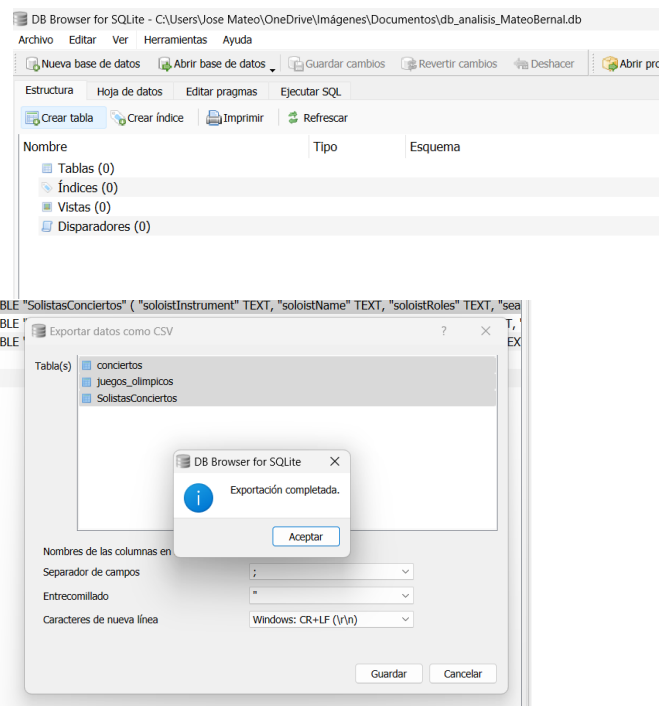 DB Browser for SQLite - C:\Users\Jose Mateo\OneDrive\Imágenes\Documentos\db_analisis_MateoBernal.db
Archivo Editar Ver Herramientas Ayuda
Nueva base de datos Abrir base de datos Guardar cambios Revertir cambios Deshacer Abrir pro
Estructura Hoja de datos Editar pragmas Ejecutar SQL
Crear tabla Crear índice Imprimir Refrescar
Nombre Tipo Esquema
Tablas (0)
Índices (0)
Vistas (0)
Disparadores (0)
BLE "SolistasConciertos" ( "soloistInstrument" TEXT, "soloistName" TEXT, "soloistRoles" TEXT, "sea
BLE " T, "
BLE " EX
Exportar datos como CSV ?
Tabla(s)
conciertos
juegos_olimpicos
SolistasConciertos
DB Browser for SQLite
Exportación completada.
Aceptar
Nombres de las columnas en
Separador de campos ;
Entrecomillado "
Caracteres de nueva línea Windows: CR+LF (\r\n)
Guardar Cancelar